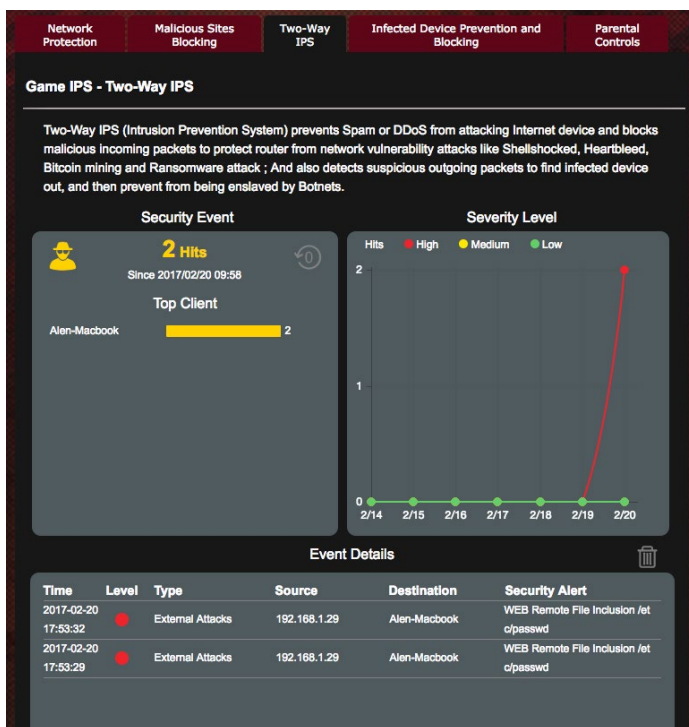 Network Protection
Malicious Sites Blocking
Two-Way IPS
Infected Device Prevention and Blocking
Parental Controls
Game IPS - Two-Way IPS
Two-Way IPS (Intrusion Prevention System) prevents Spam or DDoS from attacking Internet device and blocks
malicious incoming packets to protect router from network vulnerability attacks like Shellshocked, Heartbleed,
Bitcoin mining and Ransomware attack ; And also detects suspicious outgoing packets to find infected device
out, and then prevent from being enslaved by Botnets.
Security Event
2 Hits
0
Since 2017/02/20 09:58
Top Client
Alen-Macbook 2
Severity Level
Hits High Medium Low
2
1
0
2/14 2/15 2/16 2/17 2/18 2/19 2/20
Event Details
Time Level Type Source Destination Security Alert
2017-02-20 WEB Remote File Inclusion /et
External Attacks 192.168.1.29 Alen-Macbook
17:53:32 c/passwd
2017-02-20 WEB Remote File Inclusion /et
External Attacks 192.168.1.29 Alen-Macbook
17:53:29 c/passwd